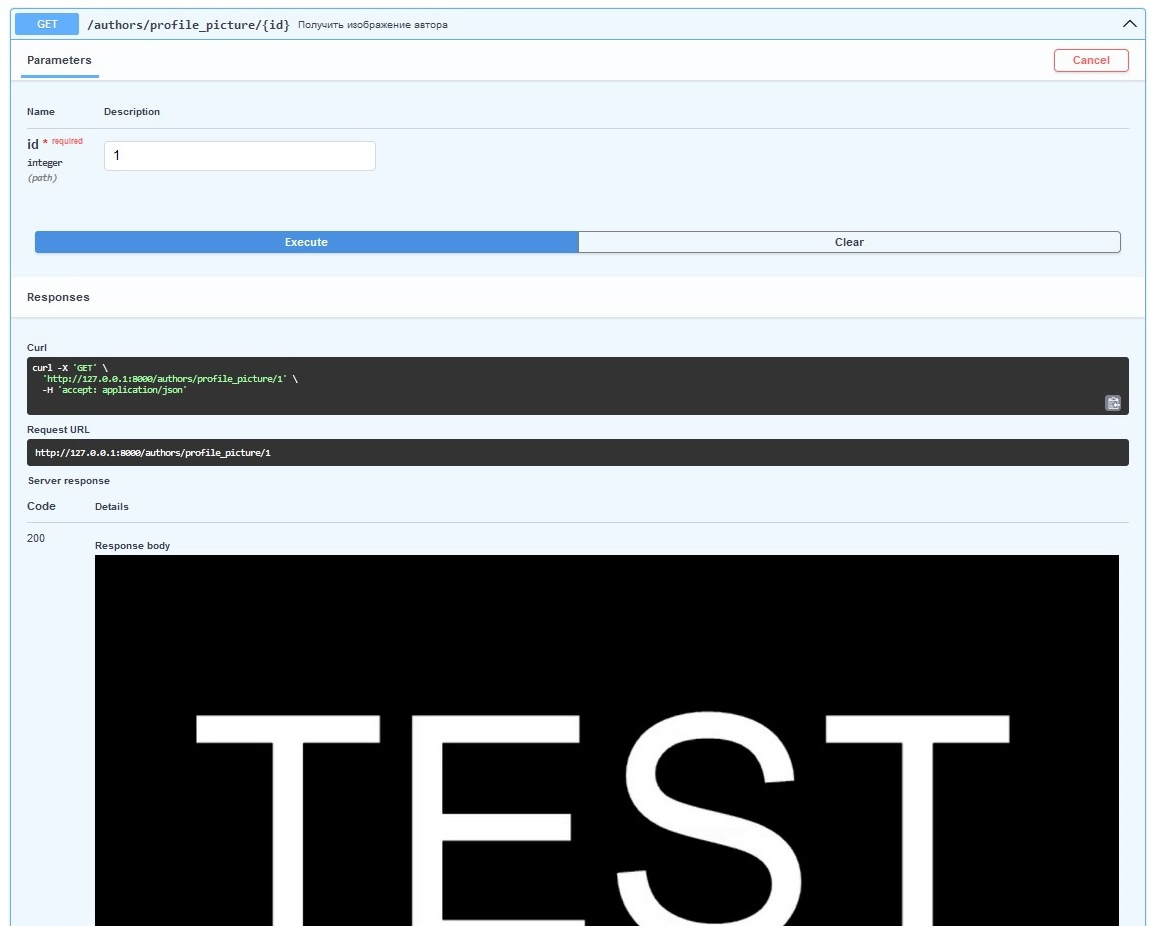 GET /authors/profile_picture/{id} Получить изображение автора
Parameters
Cancel
Name Description
id * required
1
integer
(path)
Execute Clear
Responses
Curl
curl -X 'GET' \
'http://127.0.0.1:8000/authors/profile_picture/1' \
-H 'accept: application/json'
Request URL
http://127.0.0.1:8000/authors/profile_picture/1
Server response
Code Details
200
Response body
TEST